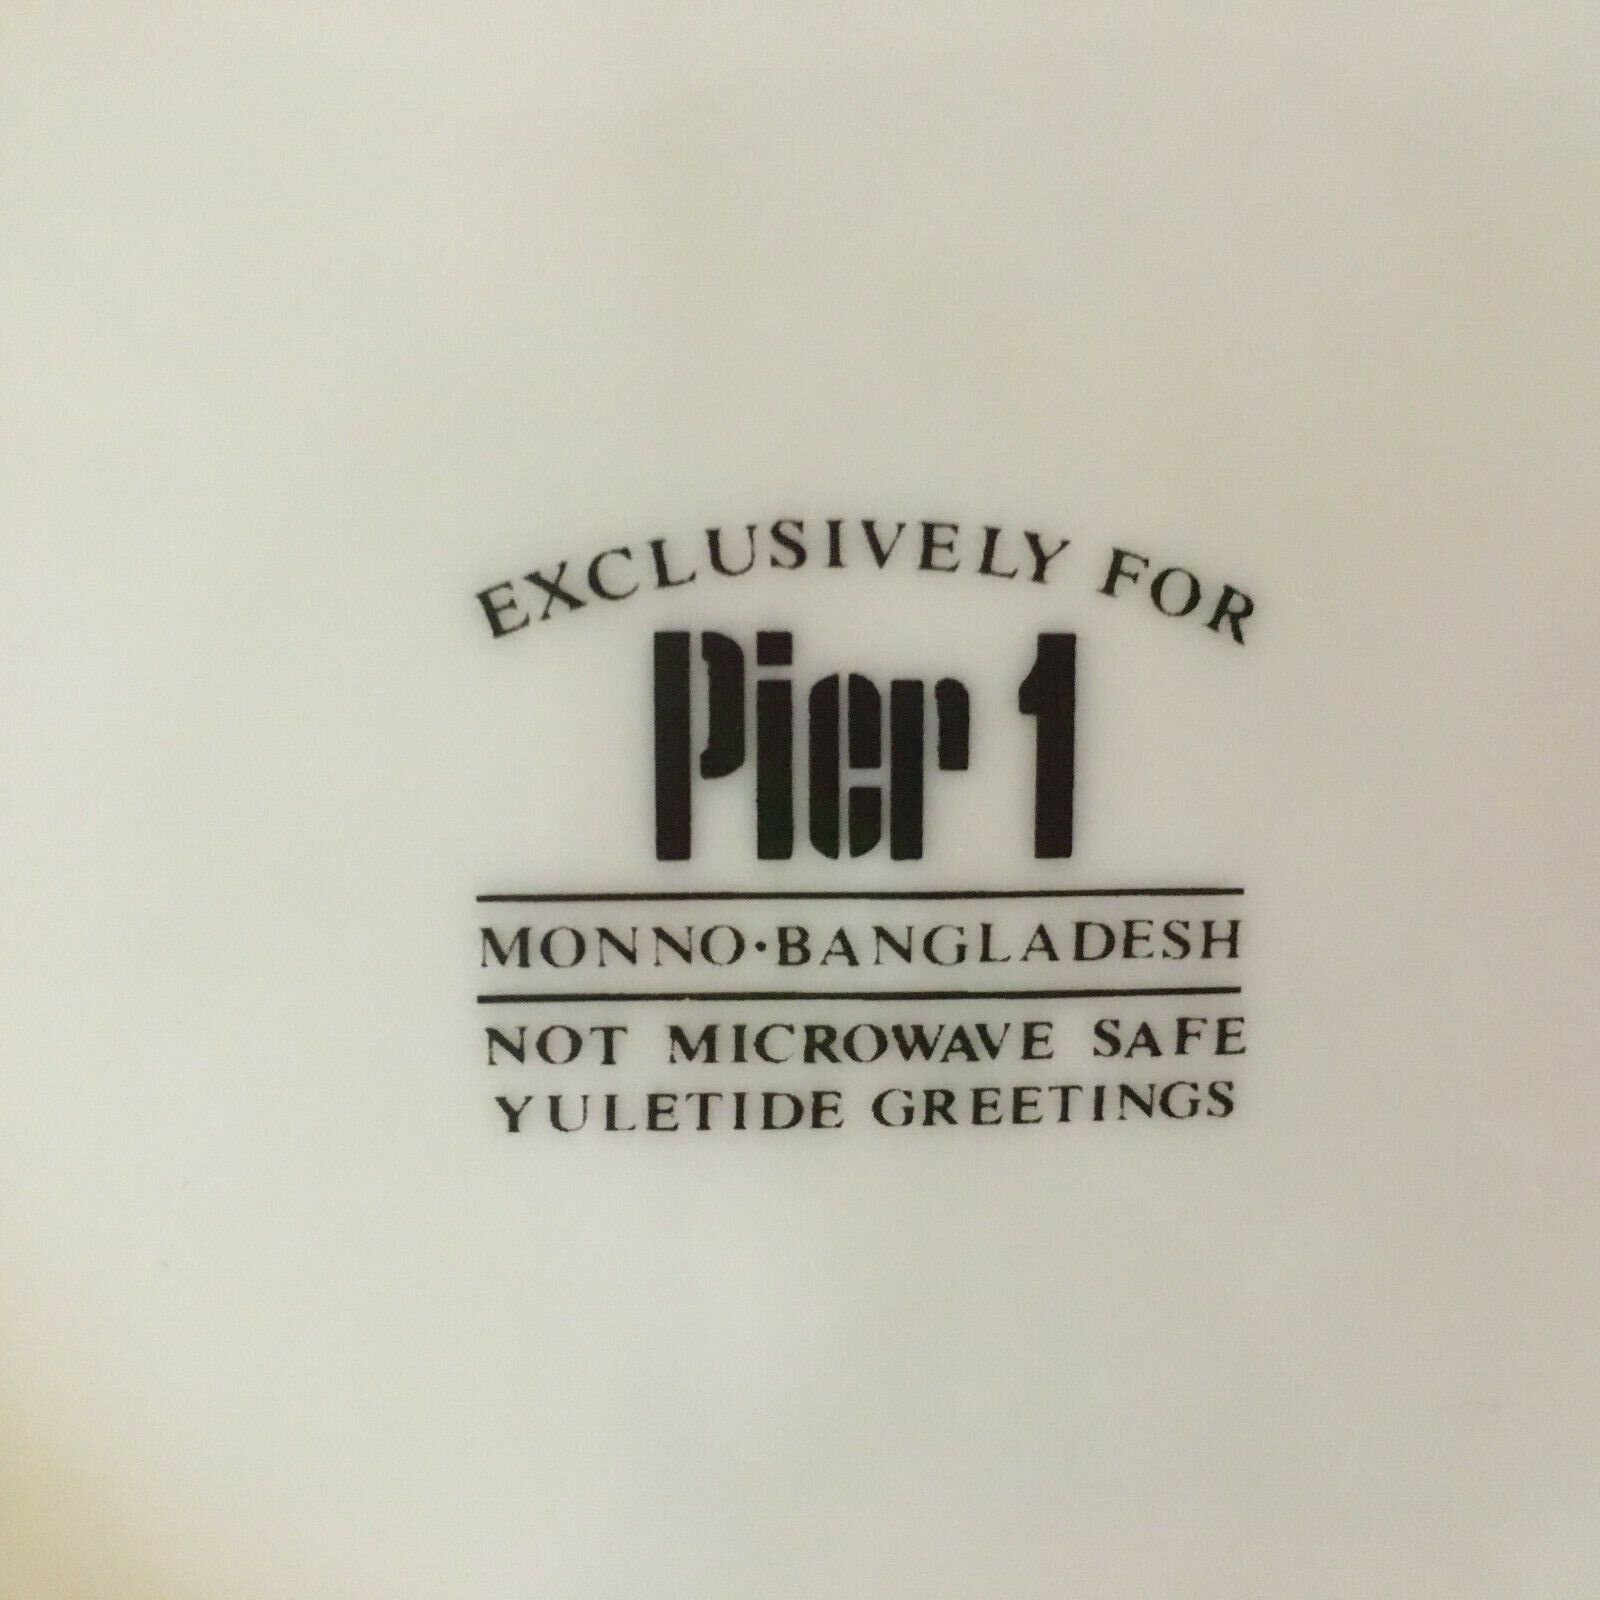 EXCLUSIVELY FOR
Pier 1
MONNO·BANGLADESH
NOT MICROWAVE SAFE
YULETIDE GREETINGS